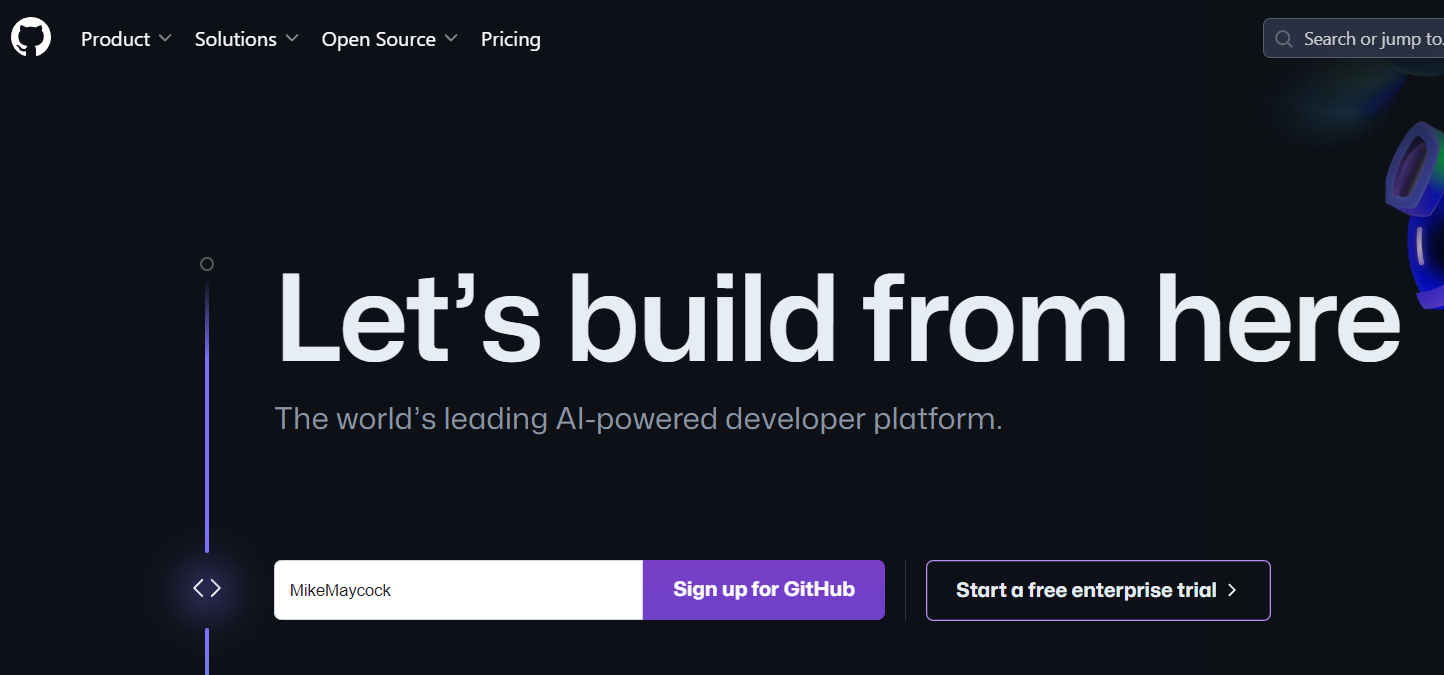 Product Solutions Open Source Pricing Search or jump to.
Let’s build from here
The world’s leading AI-powered developer platform.
<> MikeMaycock Sign up for GitHub Start a free enterprise trial >